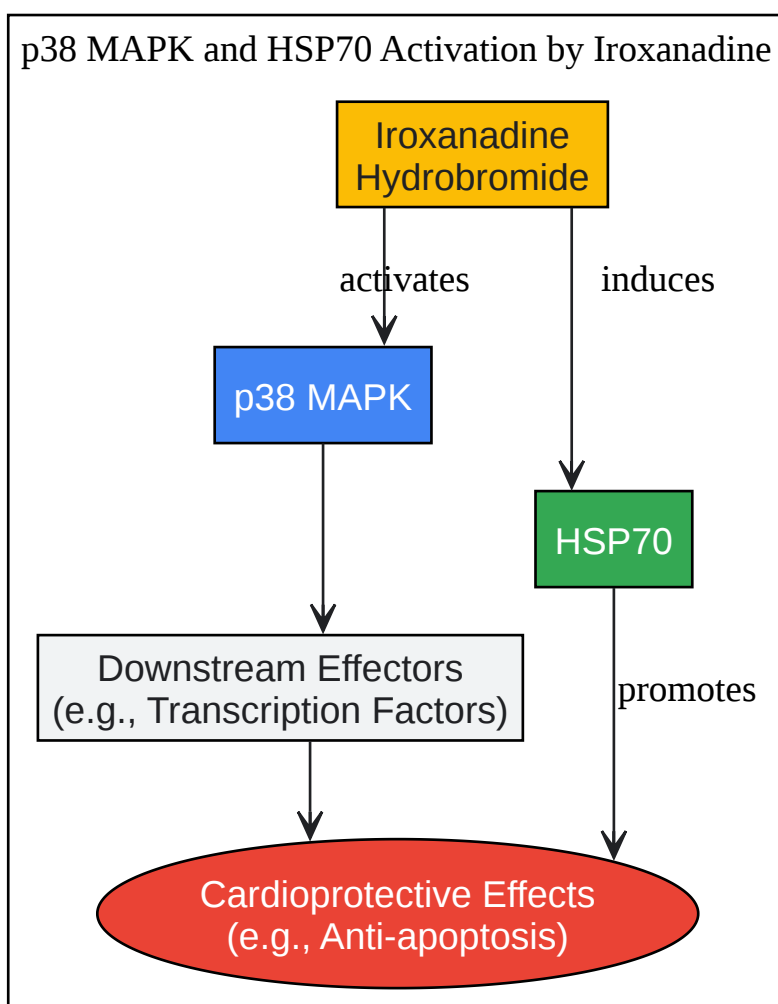 p38 MAPK and HSP70 Activation by Iroxanadine
Iroxanadine
Hydrobromide
activates
induces
p38 MAPK
HSP70
Downstream Effectors
(e.g., Transcription Factors)
promotes
Cardioprotective Effects
(e.g., Anti-apoptosis)